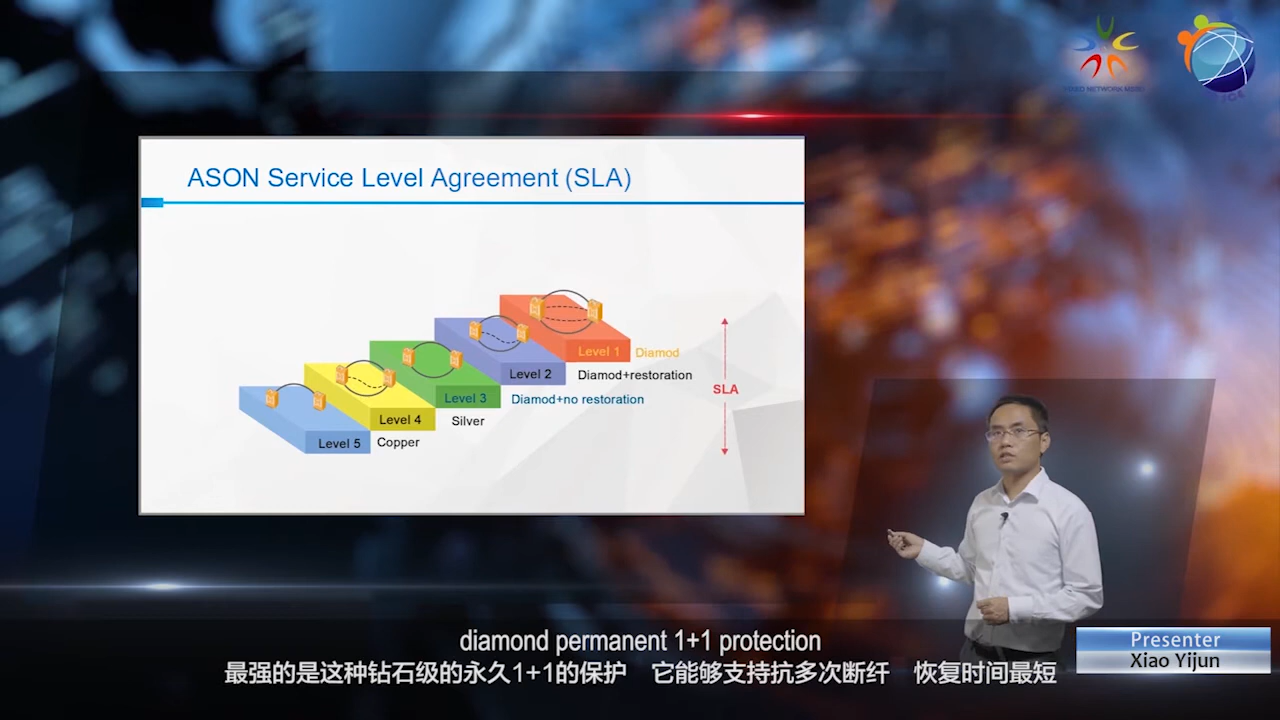 ASON Service Level Agreement (SLA)
Level 1 Diamod
Level 2 Diamod+restoration
SLA
Level 3 Diamod+no restoration
Level 4 Silver
Level 5 Copper
diamond permanent 1+1 protection
最强的是这种钻石级的永久1+1的保护 它能够支持抗多次断纤 恢复时间最短
Presenter
Xiao Yijun